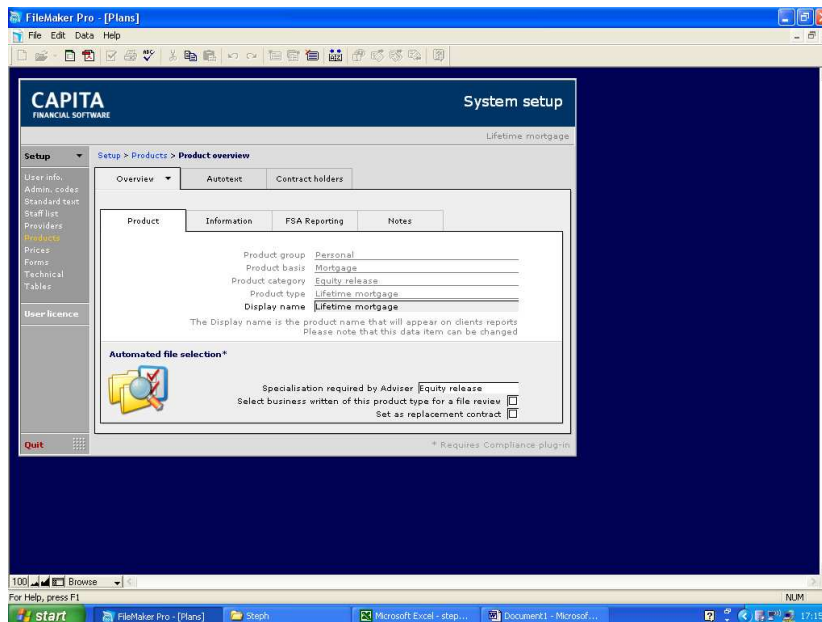 FileMaker Pro - [Plans]
File Edit Data Help
CAPITA
FINANCIAL SOFTWARE
System setup
Lifetime mortgage
Setup
Setup > Products > Product overview
User info.
Admin. codes
Standard text
Staff list
Providers
Products
Prices
Forms
Technical
Tables
User licence
Quit
Overview Autotext Contract holders
Product Information FSA Reporting Notes
Product group Personal
Product basis Mortgage
Product category Equity release
Product type Lifetime mortgage
Display name Lifetime mortgage
The Display name is the product name that will appear on clients reports
Please note that this data item can be changed
Automated file selection*
Specialisation required by Adviser Equity release
Select business written of this product type for a file review
Set as replacement contract
* Requires Compliance plug-in
100 Browse
For Help, press F1
NUM
start FileMaker Pro - [Plans] Steph Microsoft Excel - step... Document1 - Microsof... 17:15